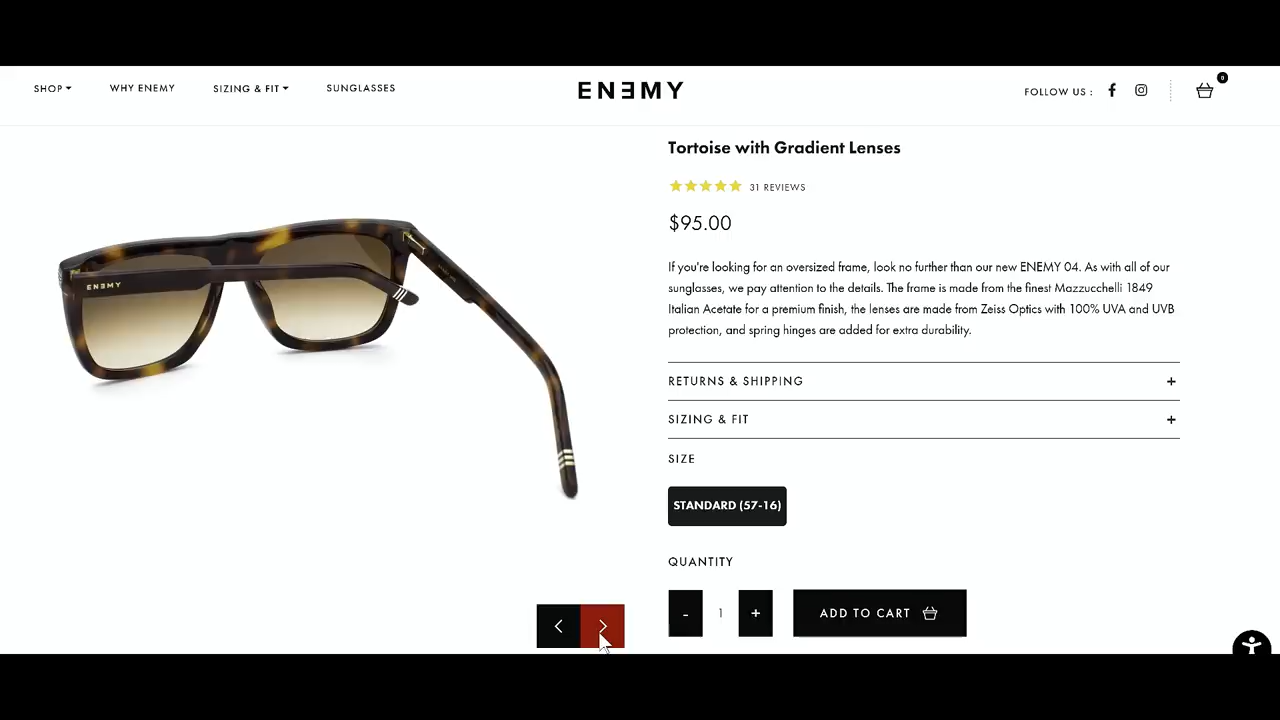 SHOP
WHY ENEMY
SIZING & FIT
SUNGLASSES
ENƎMY
FOLLOW US :
0
Tortoise with Gradient Lenses
31 REVIEWS
$95.00
If you're looking for an oversized frame, look no further than our new ENEMY 04. As with all of our
sunglasses, we pay attention to the details. The frame is made from the finest Mazzucchelli 1849
Italian Acetate for a premium finish, the lenses are made from Zeiss Optics with 100% UVA and UVB
protection, and spring hinges are added for extra durability.
ENƎMY
RETURNS & SHIPPING +
SIZING & FIT +
SIZE
STANDARD (57-16)
QUANTITY
- 1 +
ADD TO CART